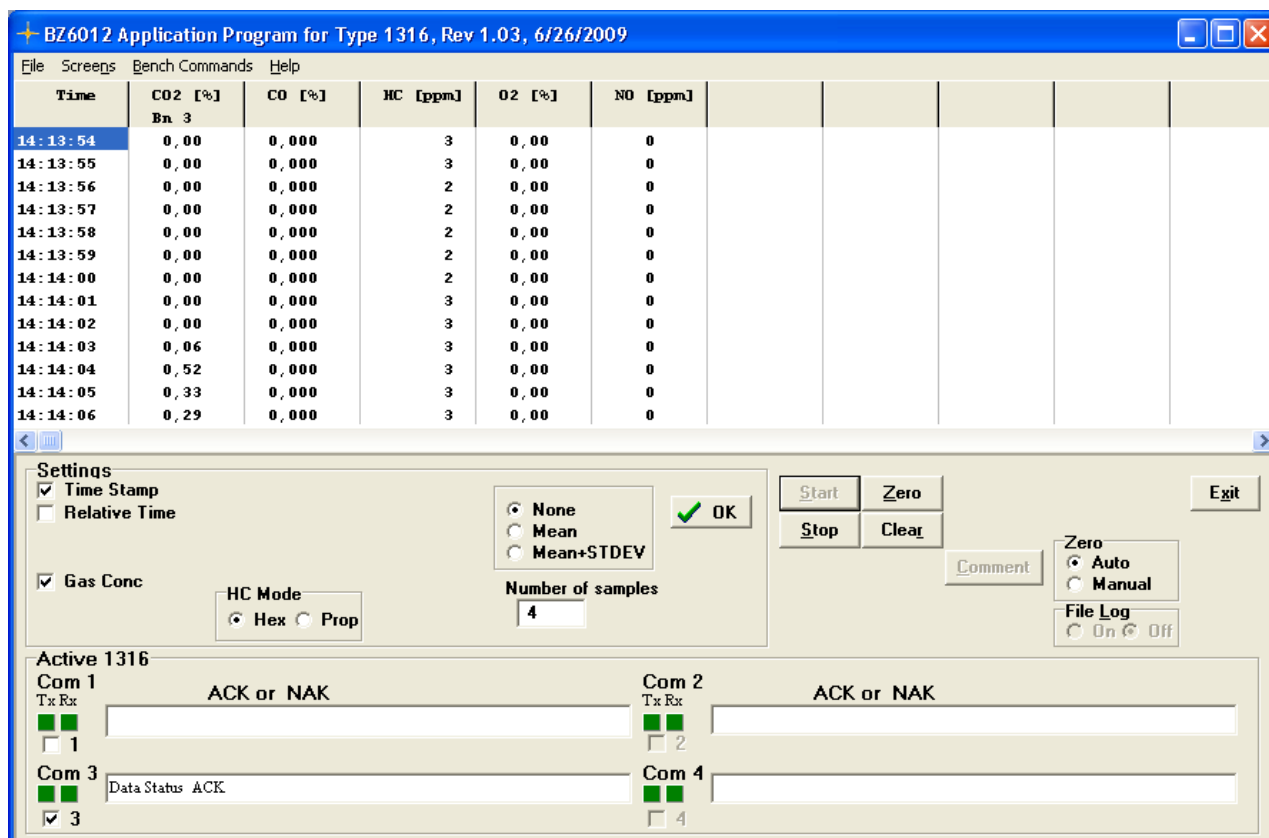 BZ6012 Application Program for Type 1316, Rev 1.03, 6/26/2009
File Screens Bench Commands Help
Time CO2 [%] CO [%] HC [ppm] O2 [%] NO [ppm]
Bn 3
14:13:54 0,00 0,000 3 0,00 0
14:13:55 0,00 0,000 3 0,00 0
14:13:56 0,00 0,000 2 0,00 0
14:13:57 0,00 0,000 2 0,00 0
14:13:58 0,00 0,000 2 0,00 0
14:13:59 0,00 0,000 2 0,00 0
14:14:00 0,00 0,000 2 0,00 0
14:14:01 0,00 0,000 3 0,00 0
14:14:02 0,00 0,000 3 0,00 0
14:14:03 0,06 0,000 3 0,00 0
14:14:04 0,52 0,000 3 0,00 0
14:14:05 0,33 0,000 3 0,00 0
14:14:06 0,29 0,000 3 0,00 0
Settings
Time Stamp
Relative Time
Gas Conc
HC Mode
Hex Prop
None
Mean
Mean+STDEV
OK
Number of samples
4
Start Zero
Stop Clear
Comment
Exit
Zero
Auto
Manual
File Log
On Off
Active 1316
Com 1
Tx Rx
ACK or NAK
1
Com 2
Tx Rx
ACK or NAK
2
Com 3
Data Status ACK
3
Com 4
4